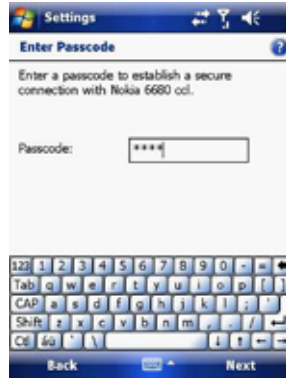 Settings
Enter Passcode
Enter a passcode to establish a secure
connection with Nokia 6680 ccl.
Passcode: ****
123 1 2 3 4 5 6 7 8 9 0 - =
Tab q w e r t y u i o p [ ]
CAP a s d f g h j k l ; '
Shift z x c v b n m , . /
Ctl áü ` \
Back Next